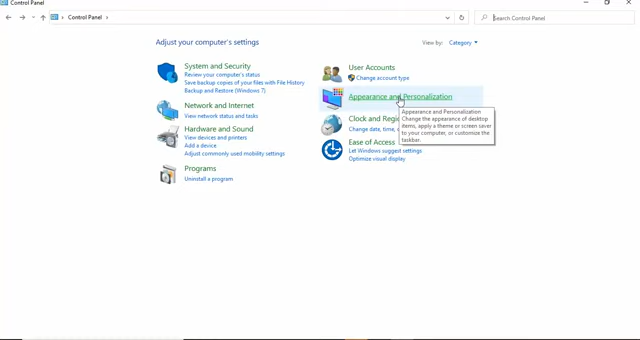 Control Panel
Control Panel
Search Control Panel
Adjust your computer's settings
View by: Category
System and Security
Review your computer's status
Save backup copies of your files with File History
Backup and Restore (Windows 7)
Network and Internet
View network status and tasks
Hardware and Sound
View devices and printers
Add a device
Adjust commonly used mobility settings
Programs
Uninstall a program
User Accounts
Change account type
Appearance and Personalization
Appearance and Personalization
Change the appearance of desktop
items, apply a theme or screen saver
to your computer, or customize the
taskbar.
Clock and
Change date, time,
Ease of Access
Let Windows suggest settings
Optimize visual display